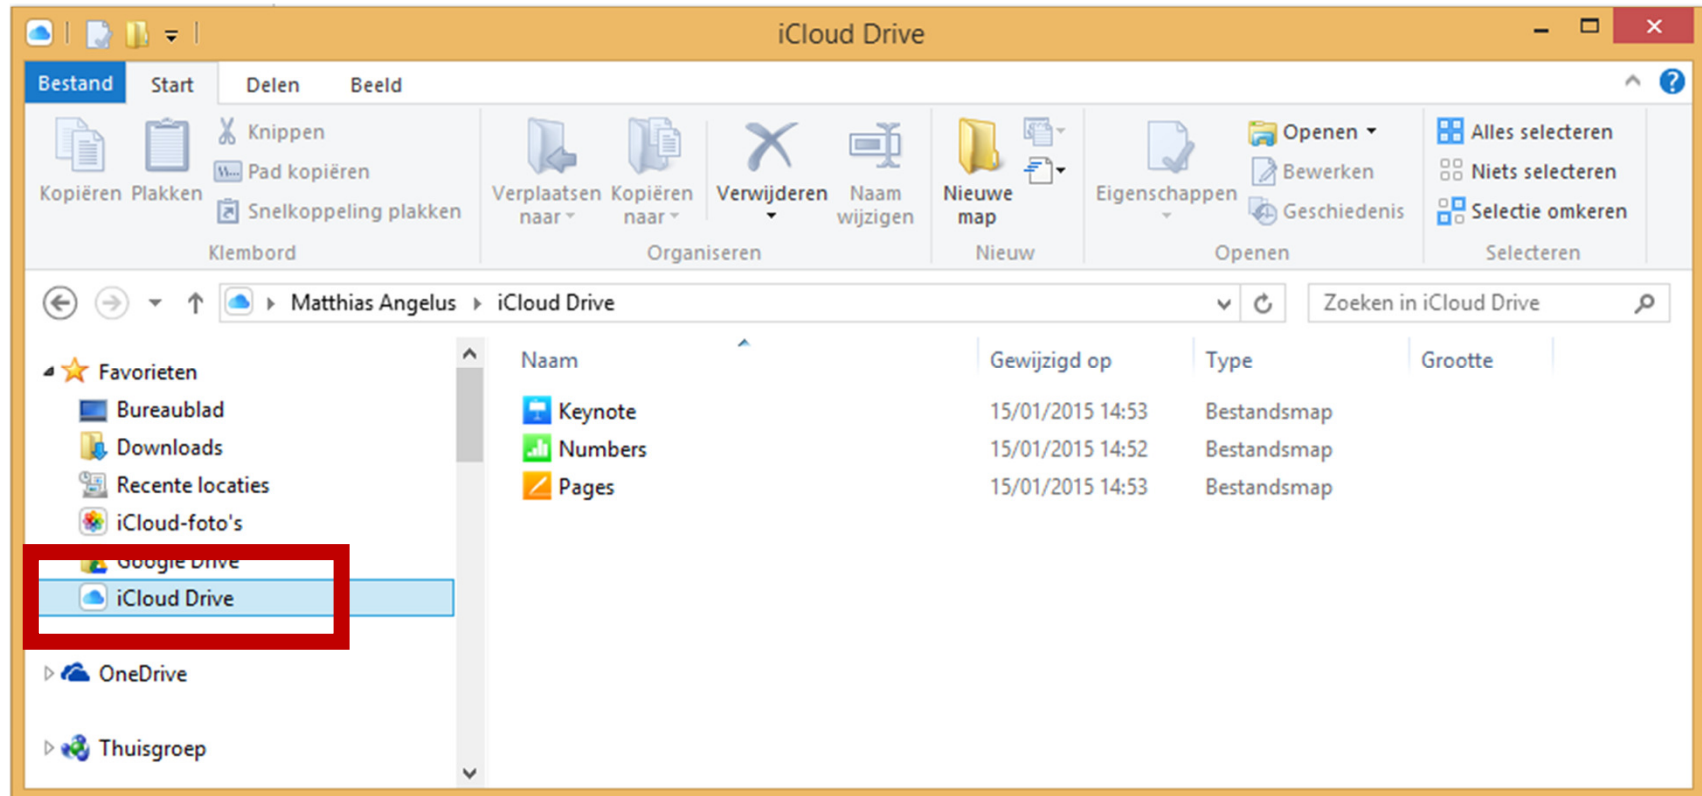 iCloud Drive
Bestand Start Delen Beeld
Kopiëren Plakken
Knippen
Pad kopiëren
Snelkoppeling plakken
Klembord
Verplaatsen naar
Kopiëren naar
Verwijderen
Naam wijzigen
Organiseren
Nieuwe map
Nieuw
Eigenschappen
Openen
Bewerken
Geschiedenis
Openen
Alles selecteren
Niets selecteren
Selectie omkeren
Selecteren
Matthias Angelus iCloud Drive
Zoeken in iCloud Drive
Favorieten
Bureaublad
Downloads
Recente locaties
iCloud-foto's
Google Drive
iCloud Drive
OneDrive
Thuisgroep
Naam Gewijzigd op Type Grootte
Keynote 15/01/2015 14:53 Bestandsmap
Numbers 15/01/2015 14:52 Bestandsmap
Pages 15/01/2015 14:53 Bestandsmap